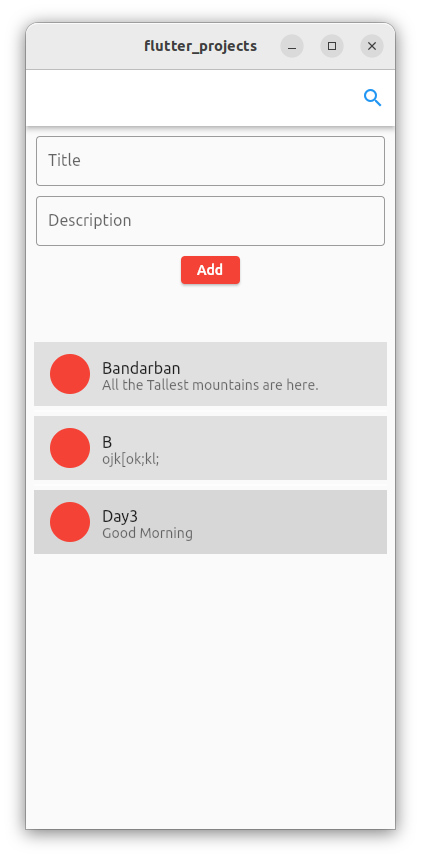 flutter_projects
Title
Description
Add
Bandarban
All the Tallest mountains are here.
B
ojk[ok;kl;
Day3
Good Morning